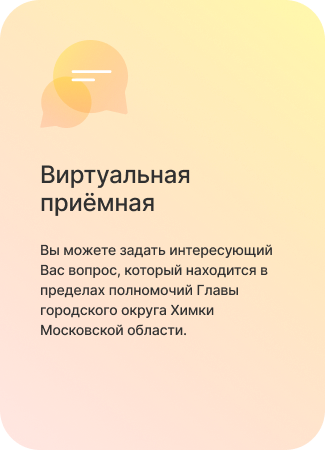 Виртуальная
приёмная
Вы можете задать интересующий
Вас вопрос, который находится в
пределах полномочий Главы
городского округа Химки
Московской области.